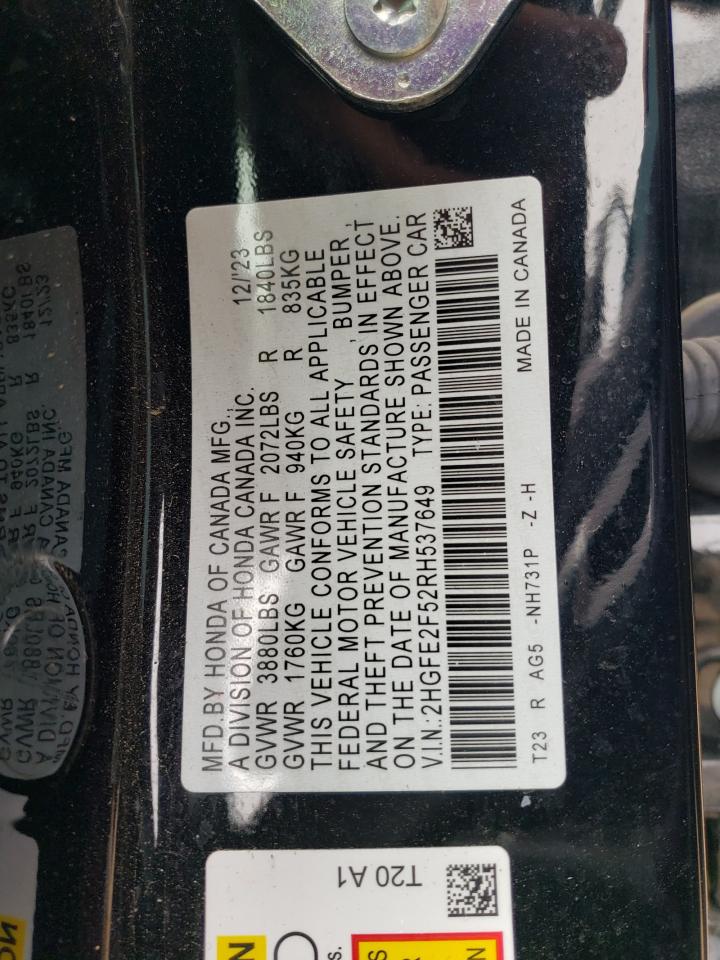 MFD.BY HONDA OF CANADA MFG., 12/'23
A DIVISION OF HONDA CANADA INC.
GVWR 3880LBS GAWR F 2072LBS R 1840LBS
GVWR 1760KG GAWR F 940KG R 835KG
THIS VEHICLE CONFORMS TO ALL APPLICABLE
FEDERAL MOTOR VEHICLE SAFETY , BUMPER ,
AND THEFT PREVENTION STANDARDS IN EFFECT
ON THE DATE OF MANUFACTURE SHOWN ABOVE.
V.I.N.:2HGFE2F52RH537649 TYPE: PASSENGER CAR
T23 R AG5 -NH731P -Z -H MADE IN CANADA
T20 A1